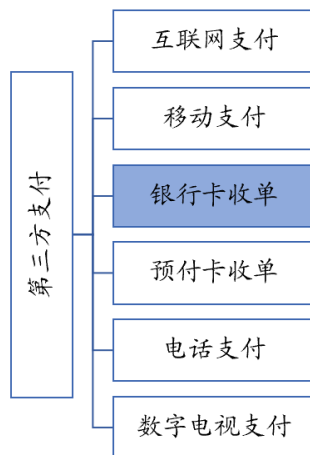 第三方支付
互联网支付
移动支付
银行卡收单
预付卡收单
电话支付
数字电视支付